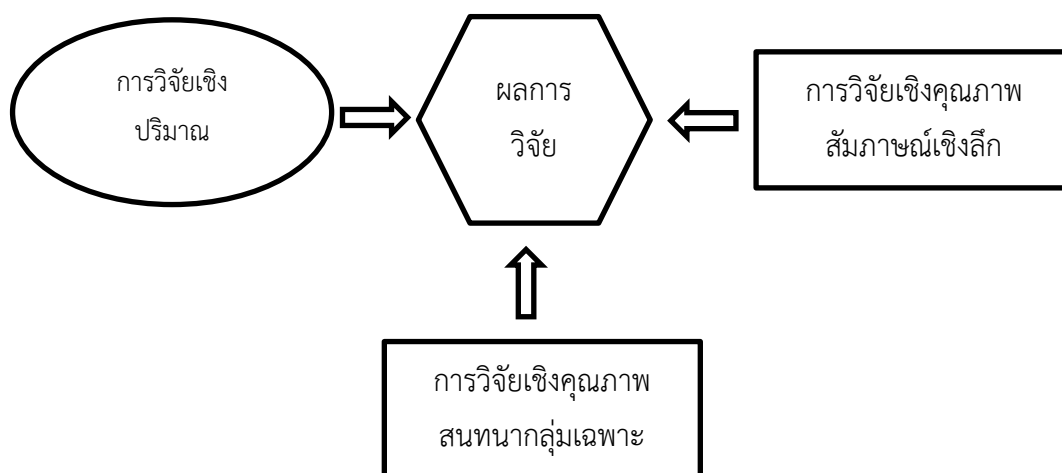 การวิจัยเชิง
ปริมาณ
ผลการ
วิจัย
การวิจัยเชิงคุณภาพ
สัมภาษณ์เชิงลึก
การวิจัยเชิงคุณภาพ
สนทนากลุ่มเฉพาะ